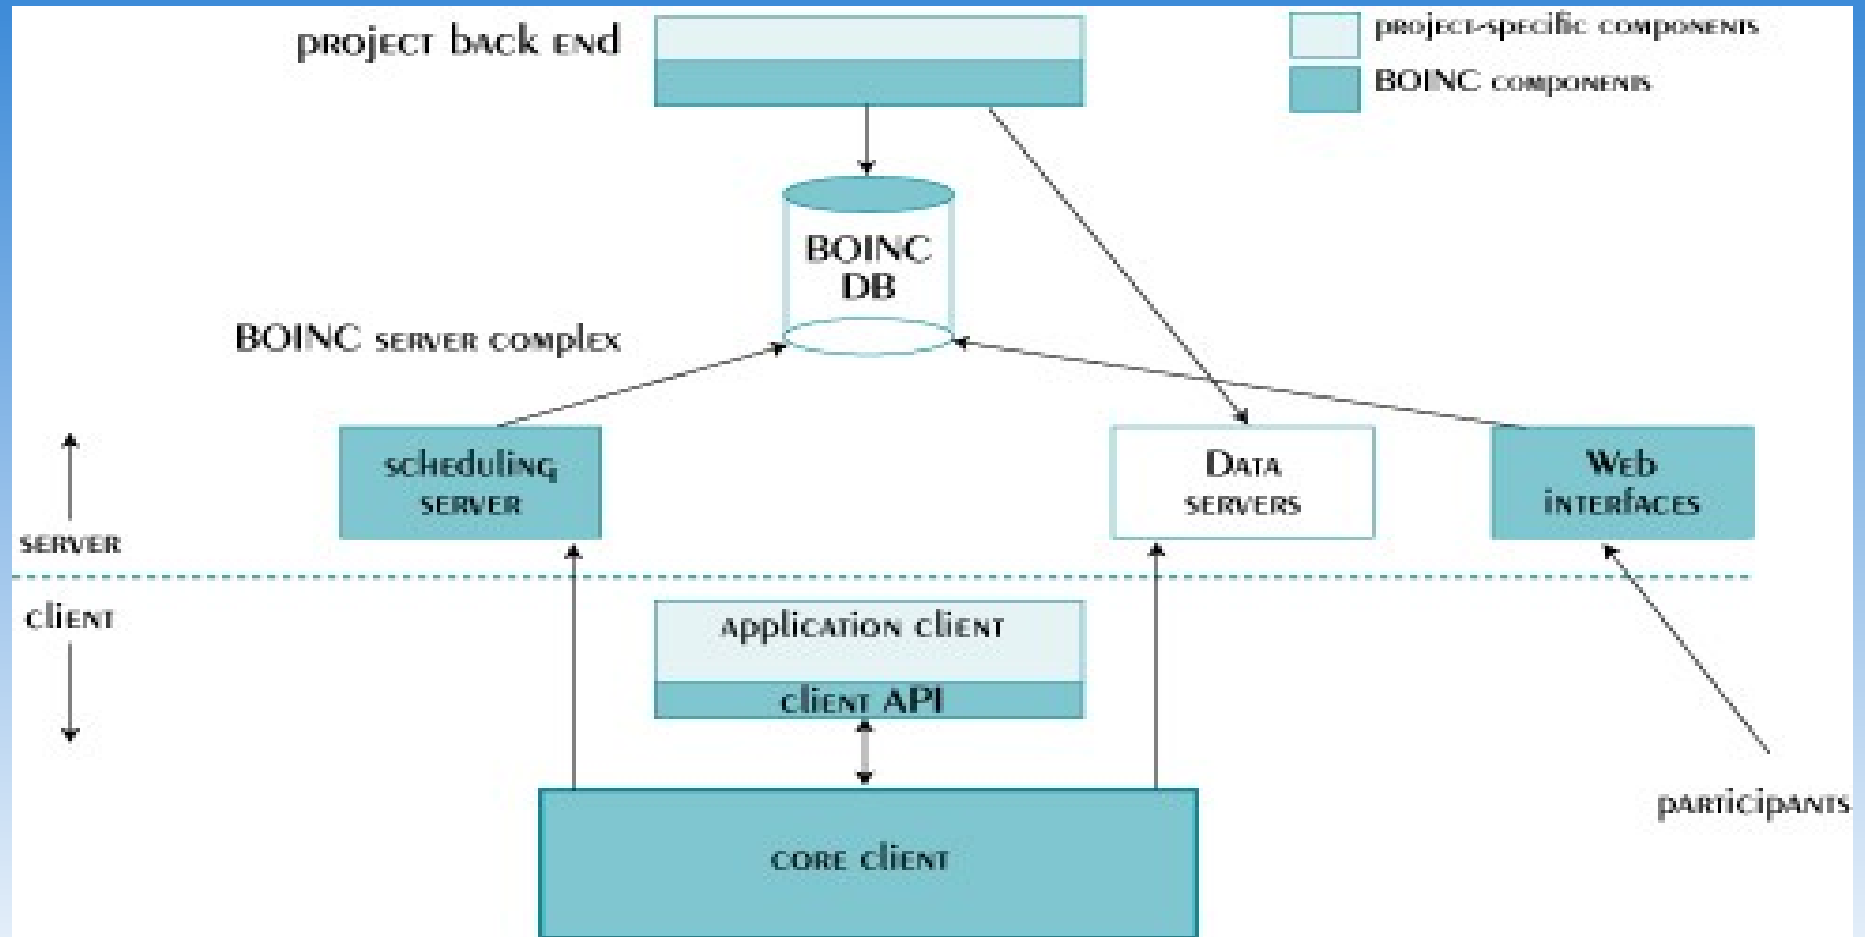 project back end
project-specific components
BOINC components
BOINC
DB
BOINC server complex
scheduling
server
Data
servers
Web
interfaces
server
client
application client
client API
participants
core client